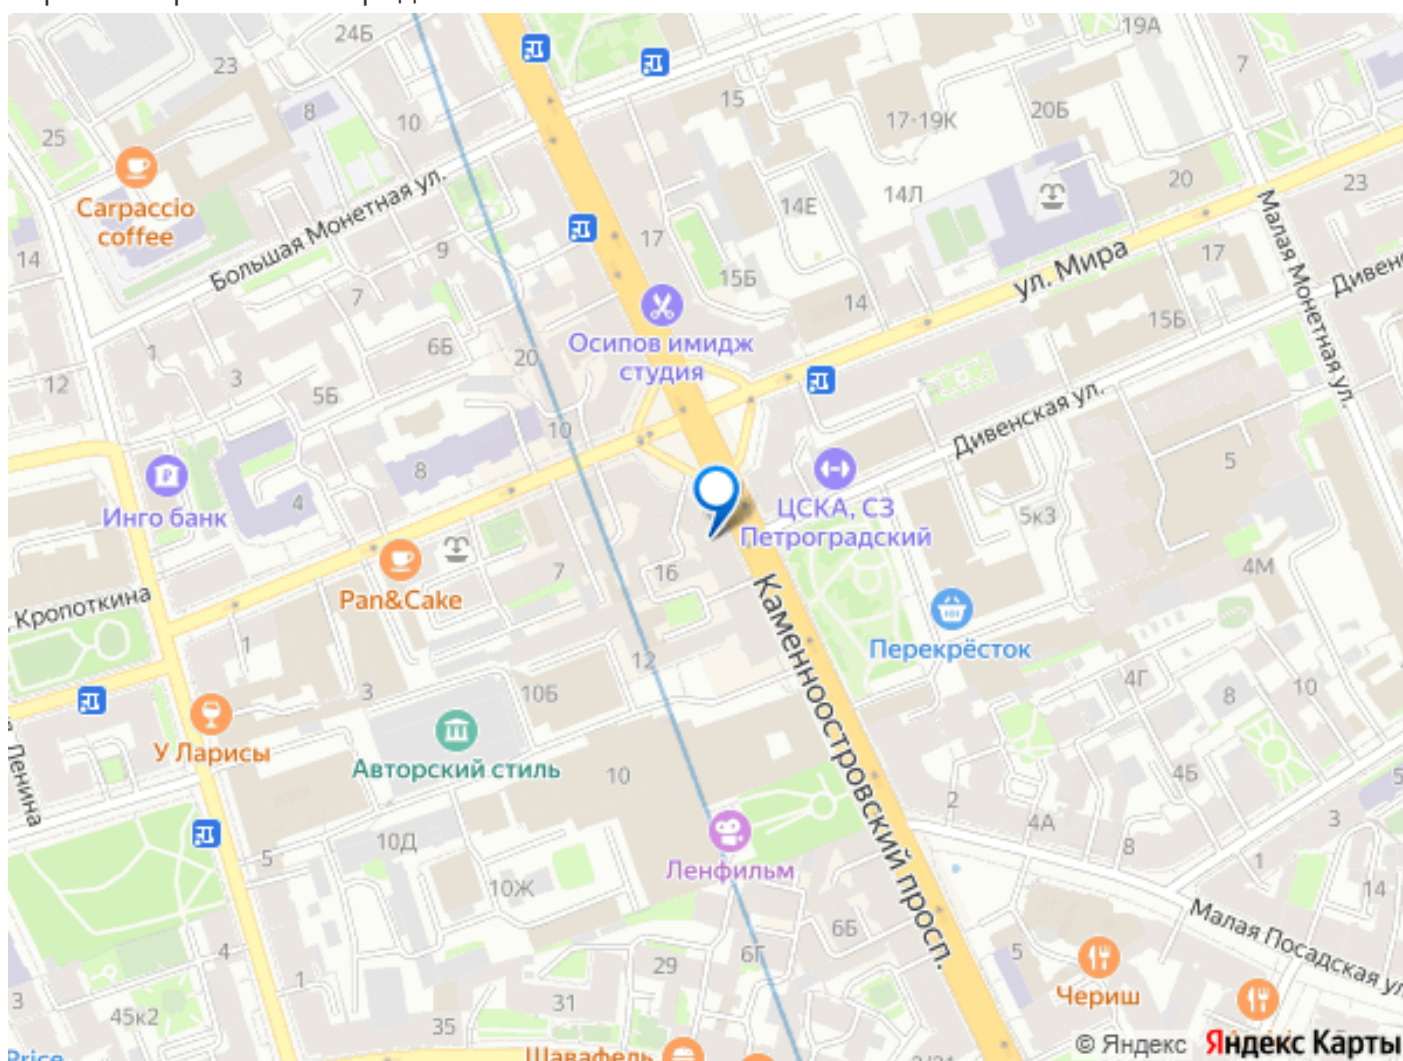 24Б
19А
23
7
8
15
10
17-19К
20Б
25
Carpaccio
coffee
Большая Монетная ул.
14Е
14Л
20
23
14
9
17
15Б
ул. Мира
17
Малая Монетная ул.
7
14
15Б
1
6Б
20
Осипов имидж
студия
12
3
5Б
10
Дивенская ул.
8
5
Инго банк
4
ЦСКА, СЗ
Петроградский
5к3
Pan&Cake
7
16
4М
Кропоткина
Перекрёсток
1
12
3
10Б
4Г
8
10
У Ларисы
Авторский стиль
10
4Б
Ленина
Каменноостровский просп.
2
4А
3
5
10Д
8
1
Ленфильм
10Ж
14
6Б
Малая Посадская ул
4
6Г
5
29
1
Чериш
3
31
45к2
35
Price
Шавафель
© Яндекс Яндекс Карты